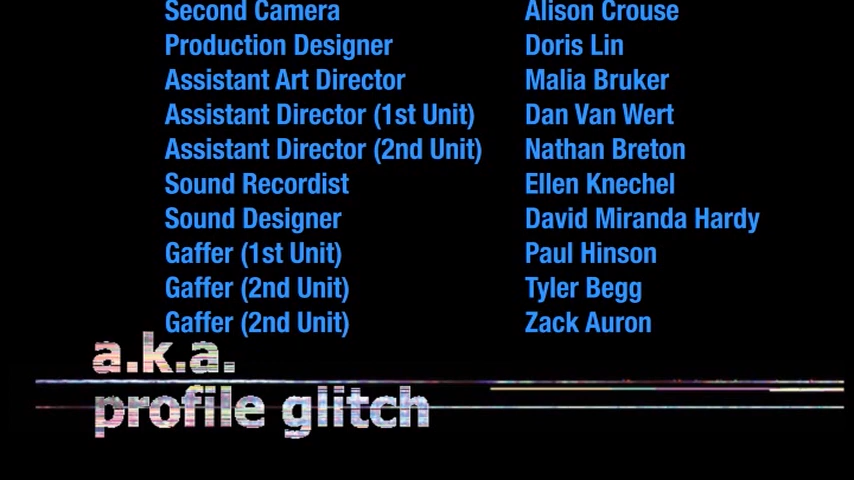 Second Camera Alison Crouse
Production Designer Doris Lin
Assistant Art Director Malia Bruker
Assistant Director (1st Unit) Dan Van Wert
Assistant Director (2nd Unit) Nathan Breton
Sound Recordist Ellen Knechel
Sound Designer David Miranda Hardy
Gaffer (1st Unit) Paul Hinson
Gaffer (2nd Unit) Tyler Begg
Gaffer (2nd Unit) Zack Auron
a.k.a.
profile glitch